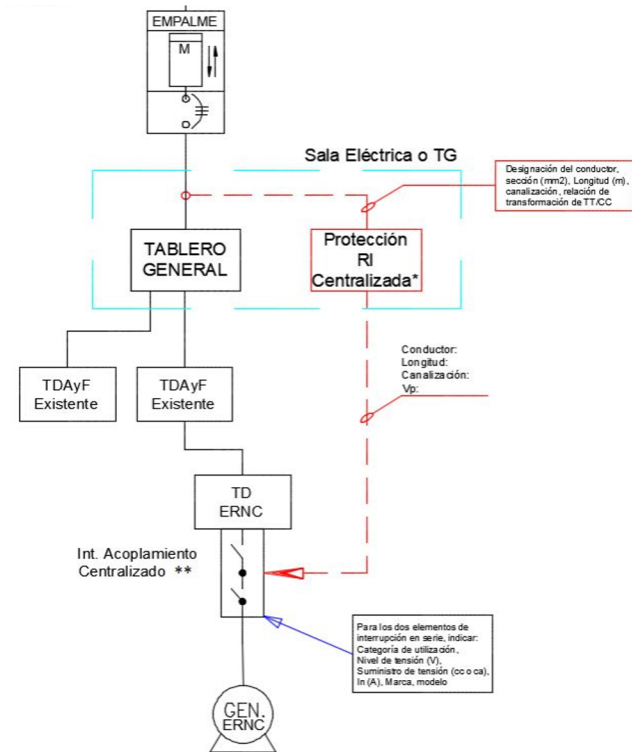 EMPALME
M
Sala Eléctrica o TG
Designación del conductor,
sección (mm2), Longitud (m),
canalización, relación de
transformación de TT/CC
TABLERO
GENERAL
Protección
RI
Centralizada*
Conductor:
Longitud:
Canalización:
Vp:
TDAyF
Existente
TDAyF
Existente
TD
ERNC
Int. Acoplamiento
Centralizado **
Para los dos elementos de
interrupción en serie, indicar:
Categoría de utilización,
Nivel de tensión (V),
Suministro de tensión (cc o ca),
In (A), Marca, modelo
GEN.
ERNC